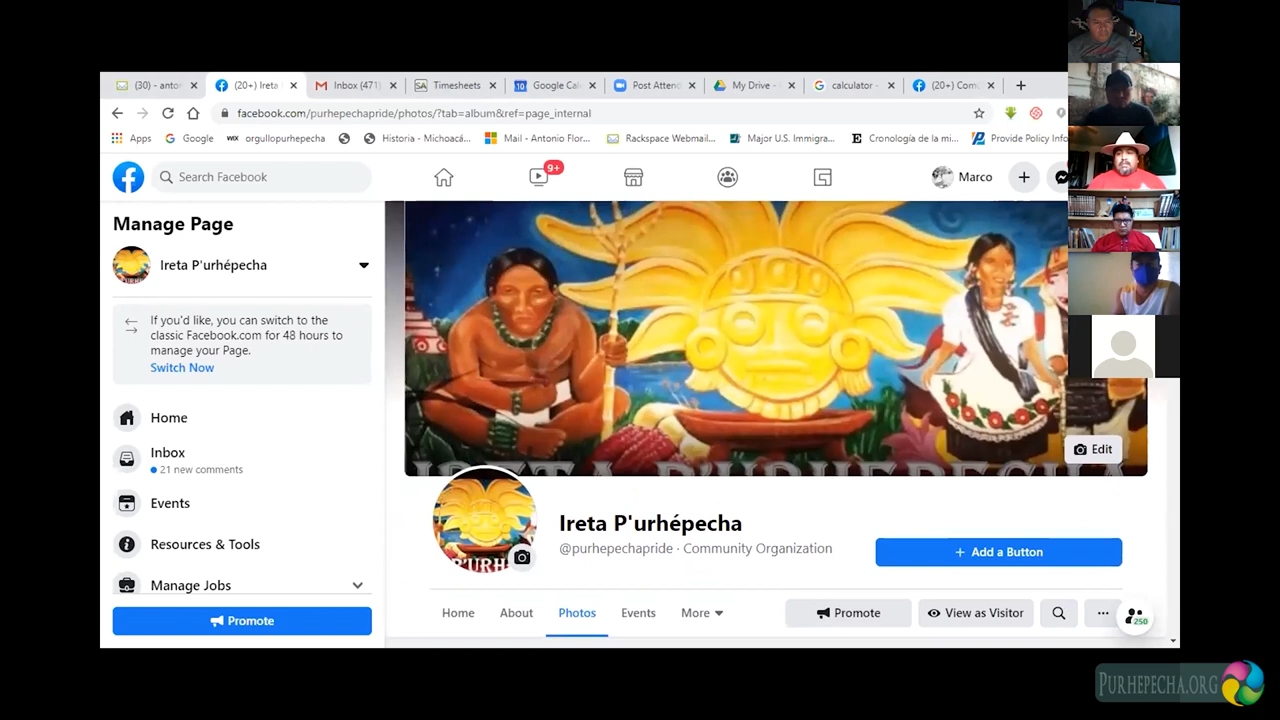 (30) - anto
(20+) Ireta
Inbox (471)
Timesheets
Google Cal
Post Attend
My Drive -
calculator -
(20+) Com
facebook.com/purhepechapride/photos/?tab=album&ref=page_internal
Apps
Google
WIX orgullopurhepecha
Historia - Michoacá...
Mail - Antonio Flor...
Rackspace Webmail...
Major U.S. Immigra...
Cronología de la mi...
Provide Policy Info
Search Facebook
9+
Marco
Manage Page
Ireta P'urhépecha
If you'd like, you can switch to the
classic Facebook.com for 48 hours to
manage your Page.
Switch Now
Home
Inbox
21 new comments
Events
Resources & Tools
Manage Jobs
Promote
Edit
IRETA P'URHEPECHA
Ireta P'urhépecha
@purhepechapride · Community Organization
+ Add a Button
Home
About
Photos
Events
More
Promote
View as Visitor
250
PURHEPECHA.ORG